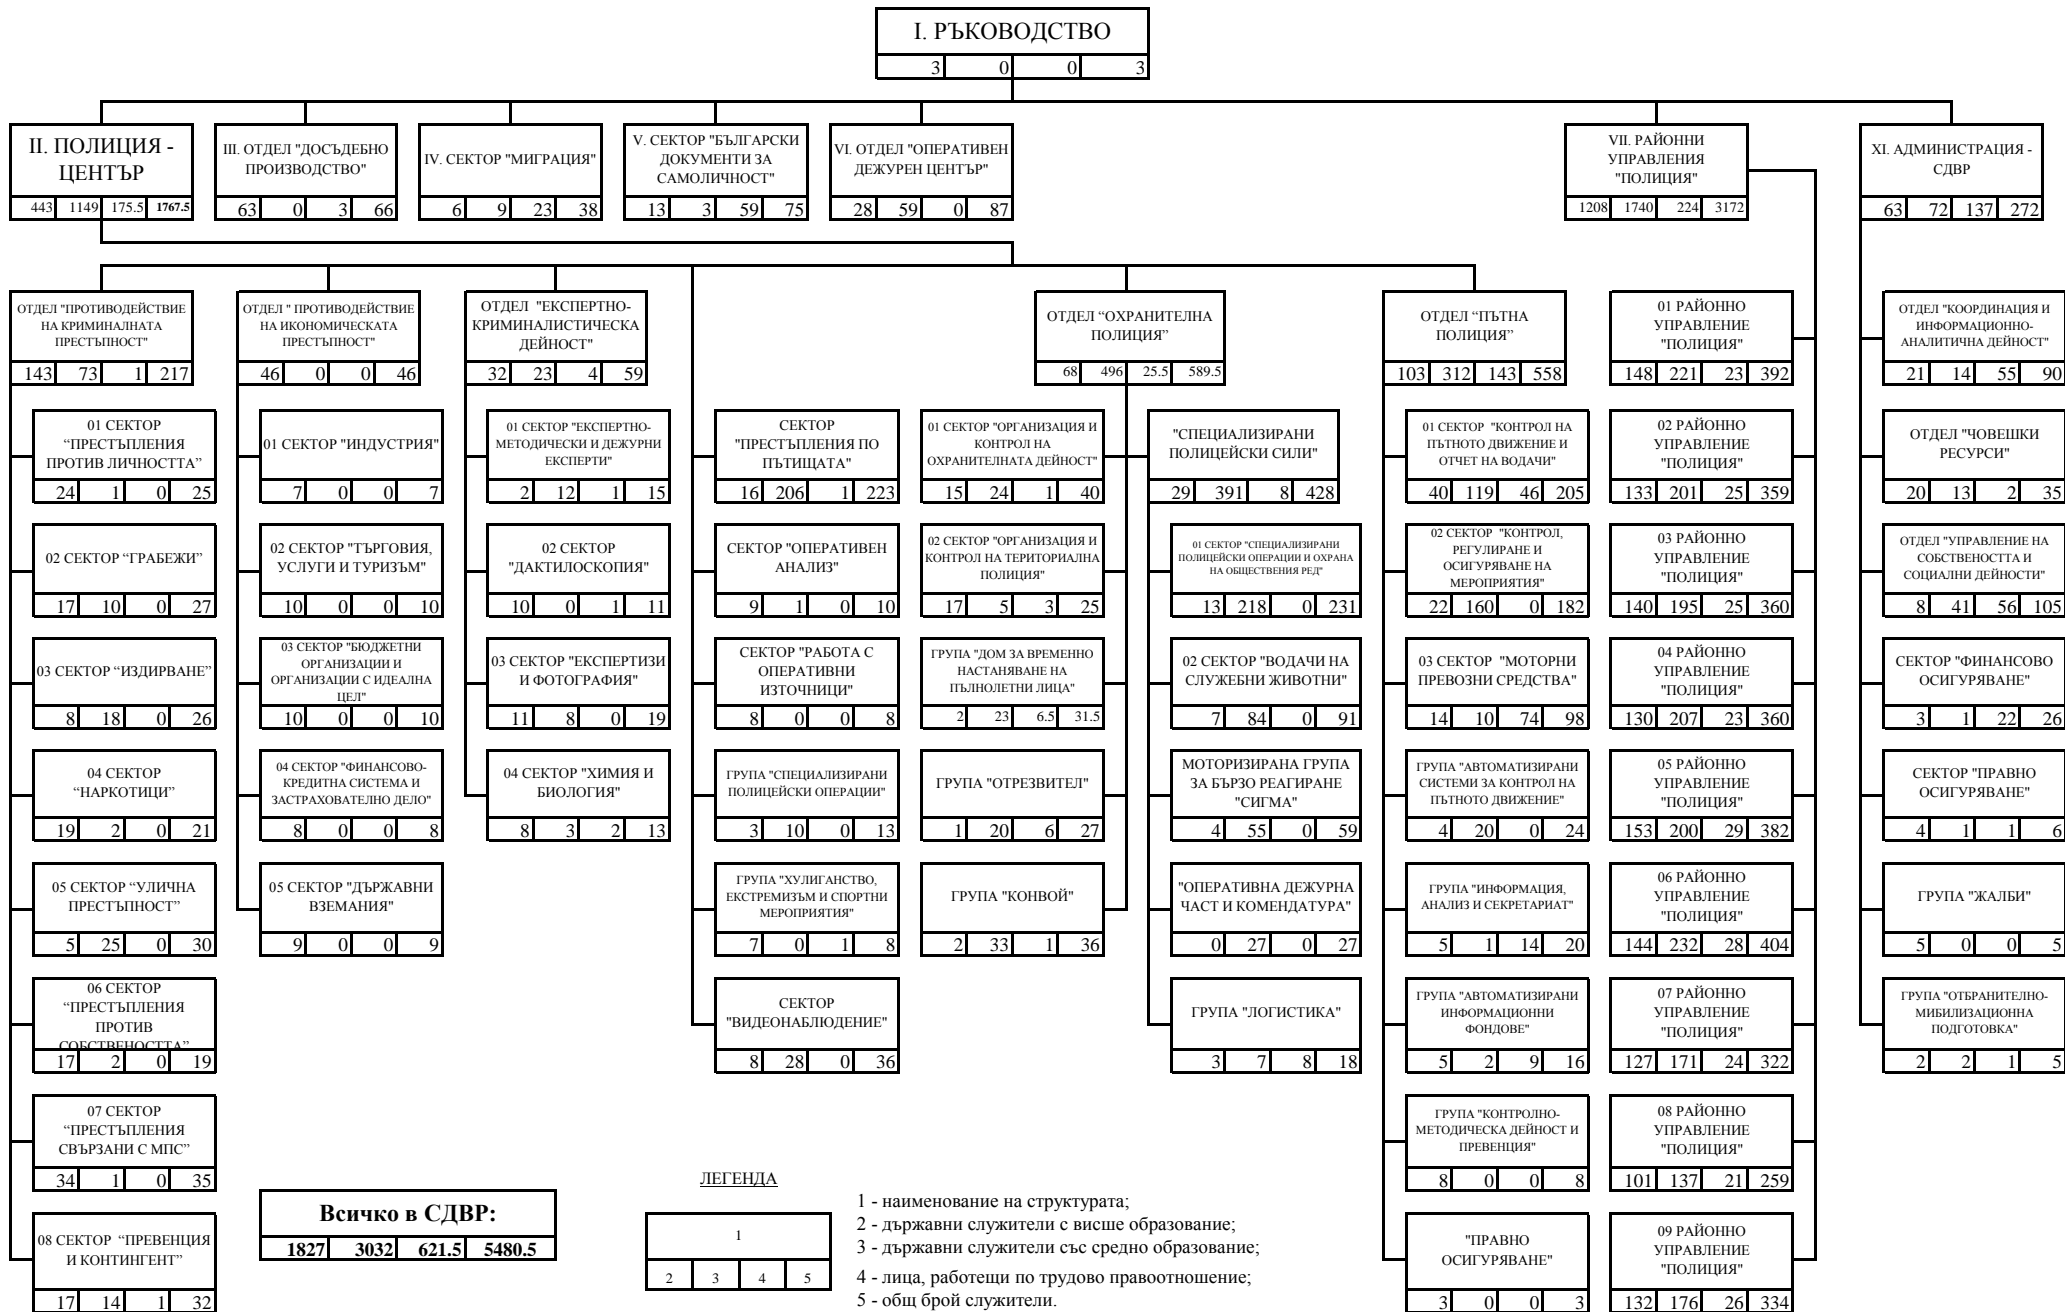 I. РЪКОВОДСТВО
3 0 0 3
II. ПОЛИЦИЯ -
ЦЕНТЪР
443 1149 175.5 1767.5
III. ОТДЕЛ "ДОСЪДЕБНО
ПРОИЗВОДСТВО"
63 0 3 66
IV. СЕКТОР "МИГРАЦИЯ"
6 9 23 38
V. СЕКТОР "БЪЛГАРСКИ
ДОКУМЕНТИ ЗА
САМОЛИЧНОСТ"
13 3 59 75
VI. ОТДЕЛ "ОПЕРАТИВЕН
ДЕЖУРЕН ЦЕНТЪР"
28 59 0 87
VII. РАЙОННИ
УПРАВЛЕНИЯ
"ПОЛИЦИЯ"
1208 1740 224 3172
XI. АДМИНИСТРАЦИЯ -
СДВР
63 72 137 272
ОТДЕЛ "ПРОТИВОДЕЙСТВИЕ
НА КРИМИНАЛНАТА
ПРЕСТЪПНОСТ"
143 73 1 217
01 СЕКТОР
“ПРЕСТЪПЛЕНИЯ
ПРОТИВ ЛИЧНОСТТА”
24 1 0 25
02 СЕКТОР “ГРАБЕЖИ”
17 10 0 27
03 СЕКТОР “ИЗДИРВАНЕ”
8 18 0 26
04 СЕКТОР
“НАРКОТИЦИ”
19 2 0 21
05 СЕКТОР “УЛИЧНА
ПРЕСТЪПНОСТ”
5 25 0 30
06 СЕКТОР
“ПРЕСТЪПЛЕНИЯ
ПРОТИВ
СОБСТВЕНОСТТА”
17 2 0 19
07 СЕКТОР
“ПРЕСТЪПЛЕНИЯ
СВЪРЗАНИ С МПС”
34 1 0 35
08 СЕКТОР “ПРЕВЕНЦИЯ
И КОНТИНГЕНТ”
17 14 1 32
ОТДЕЛ " ПРОТИВОДЕЙСТВИЕ
НА ИКОНОМИЧЕСКАТА
ПРЕСТЪПНОСТ"
46 0 0 46
01 СЕКТОР "ИНДУСТРИЯ"
7 0 0 7
02 СЕКТОР "ТЪРГОВИЯ,
УСЛУГИ И ТУРИЗЪМ"
10 0 0 10
03 СЕКТОР "БЮДЖЕТНИ
ОРГАНИЗАЦИИ И
ОРГАНИЗАЦИИ С ИДЕАЛНА
ЦЕЛ"
10 0 0 10
04 СЕКТОР "ФИНАНСОВО-
КРЕДИТНА СИСТЕМА И
ЗАСТРАХОВАТЕЛНО ДЕЛО"
8 0 0 8
05 СЕКТОР "ДЪРЖАВНИ
ВЗЕМАНИЯ"
9 0 0 9
ОТДЕЛ "ЕКСПЕРТНО-
КРИМИНАЛИСТИЧЕСКА
ДЕЙНОСТ"
32 23 4 59
01 СЕКТОР "ЕКСПЕРТНО-
МЕТОДИЧЕСКИ И ДЕЖУРНИ
ЕКСПЕРТИ"
2 12 1 15
02 СЕКТОР
"ДАКТИЛОСКОПИЯ"
10 0 1 11
03 СЕКТОР "ЕКСПЕРТИЗИ
И ФОТОГРАФИЯ"
11 8 0 19
04 СЕКТОР "ХИМИЯ И
БИОЛОГИЯ"
8 3 2 13
СЕКТОР
"ПРЕСТЪПЛЕНИЯ ПО
ПЪТИЩАТА"
16 206 1 223
СЕКТОР "ОПЕРАТИВЕН
АНАЛИЗ"
9 1 0 10
СЕКТОР "РАБОТА С
ОПЕРАТИВНИ
ИЗТОЧНИЦИ"
8 0 0 8
ГРУПА "СПЕЦИАЛИЗИРАНИ
ПОЛИЦЕЙСКИ ОПЕРАЦИИ"
3 10 0 13
ГРУПА "ХУЛИГАНСТВО,
ЕКСТРЕМИЗЪМ И СПОРТНИ
МЕРОПРИЯТИЯ"
7 0 1 8
СЕКТОР
"ВИДЕОНАБЛЮДЕНИЕ"
8 28 0 36
ОТДЕЛ “ОХРАНИТЕЛНА
ПОЛИЦИЯ”
68 496 25.5 589.5
01 СЕКТОР "ОРГАНИЗАЦИЯ И
КОНТРОЛ НА
ОХРАНИТЕЛНАТА ДЕЙНОСТ"
15 24 1 40
02 СЕКТОР "ОРГАНИЗАЦИЯ И
КОНТРОЛ НА ТЕРИТОРИАЛНА
ПОЛИЦИЯ"
17 5 3 25
ГРУПА "ДОМ ЗА ВРЕМЕННО
НАСТАНЯВАНЕ НА
ПЪЛНОЛЕТНИ ЛИЦА"
2 23 6.5 31.5
ГРУПА "ОТРЕЗВИТЕЛ"
1 20 6 27
ГРУПА "КОНВОЙ"
2 33 1 36
"СПЕЦИАЛИЗИРАНИ
ПОЛИЦЕЙСКИ СИЛИ"
29 391 8 428
01 СЕКТОР "СПЕЦИАЛИЗИРАНИ
ПОЛИЦЕЙСКИ ОПЕРАЦИИ И ОХРАНА
НА ОБЩЕСТВЕНИЯ РЕД"
13 218 0 231
02 СЕКТОР "ВОДАЧИ НА
СЛУЖЕБНИ ЖИВОТНИ"
7 84 0 91
МОТОРИЗИРАНА ГРУПА
ЗА БЪРЗО РЕАГИРАНЕ
"СИГМА"
4 55 0 59
"ОПЕРАТИВНА ДЕЖУРНА
ЧАСТ И КОМЕНДАТУРА"
0 27 0 27
ГРУПА "ЛОГИСТИКА"
3 7 8 18
ОТДЕЛ “ПЪТНА
ПОЛИЦИЯ”
103 312 143 558
01 СЕКТОР "КОНТРОЛ НА
ПЪТНОТО ДВИЖЕНИЕ И
ОТЧЕТ НА ВОДАЧИ"
40 119 46 205
02 СЕКТОР "КОНТРОЛ,
РЕГУЛИРАНЕ И
ОСИГУРЯВАНЕ НА
МЕРОПРИЯТИЯ"
22 160 0 182
03 СЕКТОР "МОТОРНИ
ПРЕВОЗНИ СРЕДСТВА"
14 10 74 98
ГРУПА "АВТОМАТИЗИРАНИ
СИСТЕМИ ЗА КОНТРОЛ НА
ПЪТНОТО ДВИЖЕНИЕ"
4 20 0 24
ГРУПА "ИНФОРМАЦИЯ,
АНАЛИЗ И СЕКРЕТАРИАТ"
5 1 14 20
ГРУПА "АВТОМАТИЗИРАНИ
ИНФОРМАЦИОННИ
ФОНДОВЕ"
5 2 9 16
ГРУПА "КОНТРОЛНО-
МЕТОДИЧЕСКА ДЕЙНОСТ И
ПРЕВЕНЦИЯ"
8 0 0 8
"ПРАВНО
ОСИГУРЯВАНЕ"
3 0 0 3
01 РАЙОННО
УПРАВЛЕНИЕ
"ПОЛИЦИЯ"
148 221 23 392
02 РАЙОННО
УПРАВЛЕНИЕ
"ПОЛИЦИЯ"
133 201 25 359
03 РАЙОННО
УПРАВЛЕНИЕ
"ПОЛИЦИЯ"
140 195 25 360
04 РАЙОННО
УПРАВЛЕНИЕ
"ПОЛИЦИЯ"
130 207 23 360
05 РАЙОННО
УПРАВЛЕНИЕ
"ПОЛИЦИЯ"
153 200 29 382
06 РАЙОННО
УПРАВЛЕНИЕ
"ПОЛИЦИЯ"
144 232 28 404
07 РАЙОННО
УПРАВЛЕНИЕ
"ПОЛИЦИЯ"
127 171 24 322
08 РАЙОННО
УПРАВЛЕНИЕ
"ПОЛИЦИЯ"
101 137 21 259
09 РАЙОННО
УПРАВЛЕНИЕ
"ПОЛИЦИЯ"
132 176 26 334
ОТДЕЛ "КООРДИНАЦИЯ И
ИНФОРМАЦИОННО-
АНАЛИТИЧНА ДЕЙНОСТ"
21 14 55 90
ОТДЕЛ "ЧОВЕШКИ
РЕСУРСИ"
20 13 2 35
ОТДЕЛ "УПРАВЛЕНИЕ НА
СОБСТВЕНОСТТА И
СОЦИАЛНИ ДЕЙНОСТИ"
8 41 56 105
СЕКТОР "ФИНАНСОВО
ОСИГУРЯВАНЕ"
3 1 22 26
СЕКТОР "ПРАВНО
ОСИГУРЯВАНЕ"
4 1 1 6
ГРУПА "ЖАЛБИ"
5 0 0 5
ГРУПА "ОТБРАНИТЕЛНО-
МИБИЛИЗАЦИОННА
ПОДГОТОВКА"
2 2 1 5
Всичко в СДВР:
1827 3032 621.5 5480.5
ЛЕГЕНДА
1
2 3 4 5
1 - наименование на структурата;
2 - държавни служители с висше образование;
3 - държавни служители със средно образование;
4 - лица, работещи по трудово правоотношение;
5 - общ брой служители.